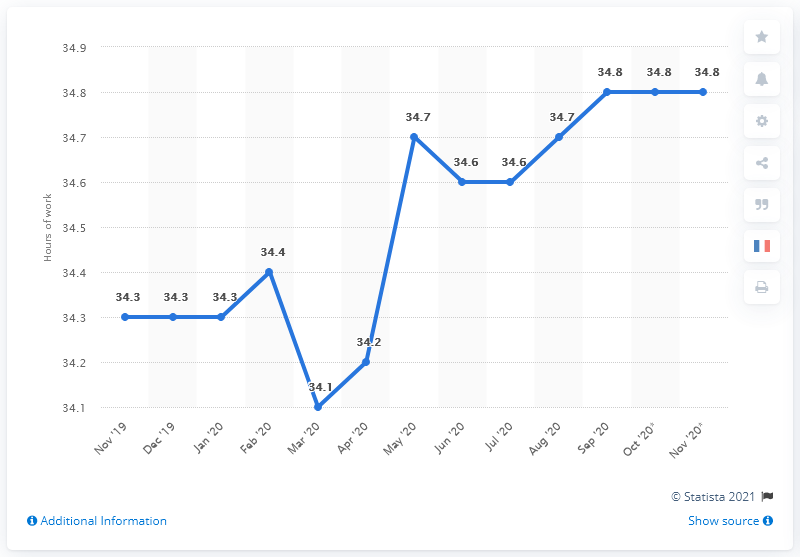 34.9
34.8
34.7
34.6
34.5
34.4
34.3
34.2
34.1
Hours of work
34.3
34.3
34.3
34.4
34.1
34.2
34.7
34.6
34.6
34.7
34.8
34.8
34.8
Nov '19
Dec '19
Jan '20
Feb '20
Mar '20
Apr '20
May '20
Jun '20
Jul '20
Aug '20
Sep '20
Oct '20*
Nov '20*
© Statista 2021
Additional Information
Show source